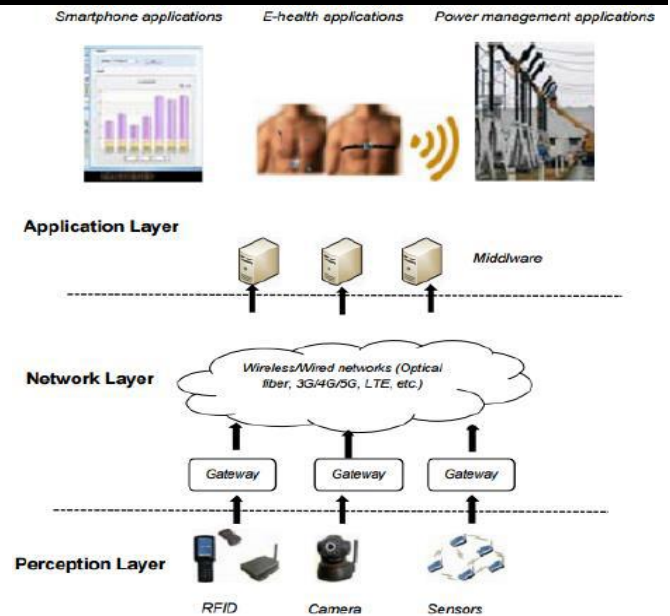 Smartphone applications E-health applications Power management applications
Application Layer
Middlware
Network Layer
Wireless/Wired networks (Optical
fiber, 3G/4G/5G, LTE, etc.)
Gateway Gateway Gateway
Perception Layer
RFID Camera Sensors